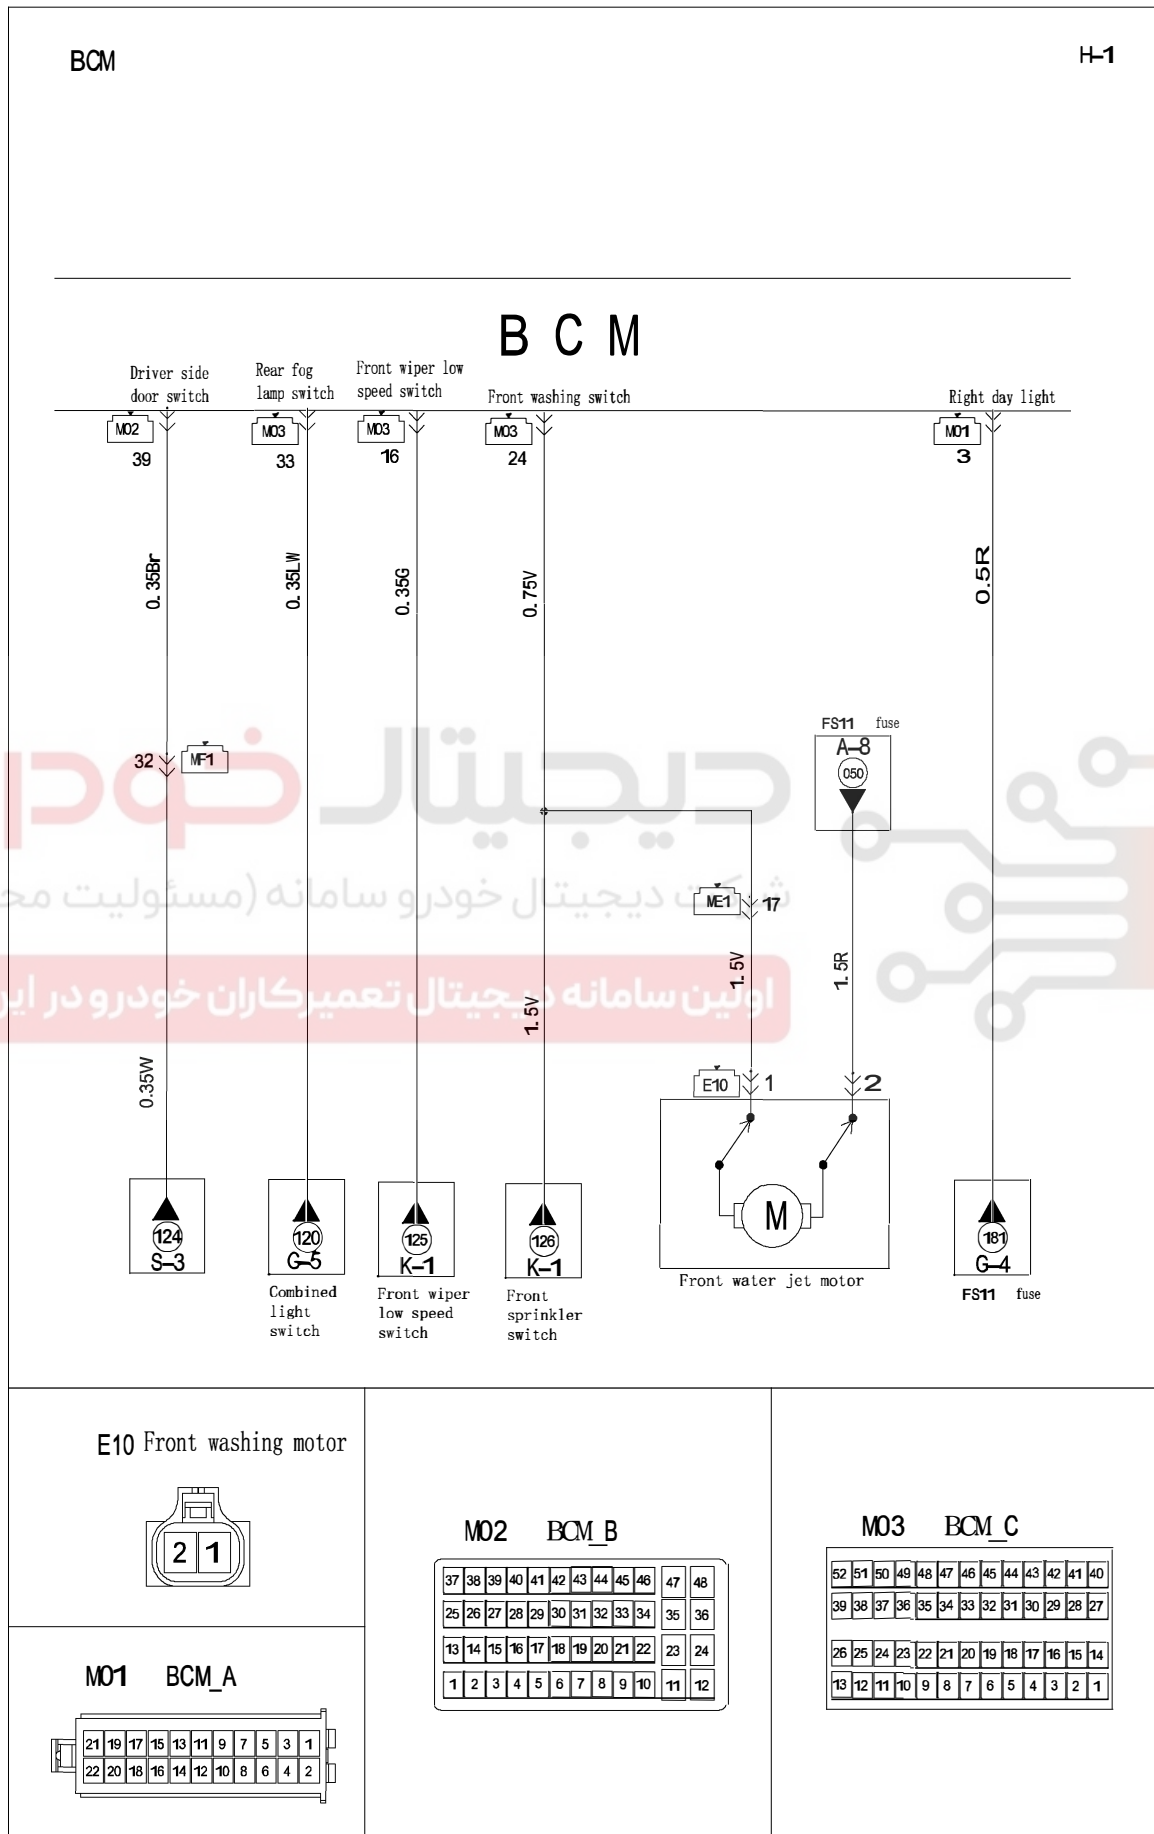 BCM
H-1
BCM
Driver side
door switch
Rear fog
lamp switch
Front wiper low
speed switch
Front washing switch
Right day light
M02
M03
M03
M03
M01
39
33
16
24
3
0.35Br
0.35LW
0.35G
0.75V
0.5R
FS11 fuse
A-8
050
32
MF1
دیجیتال خودر
شرکت دیجیتال خودرو سامانه (مسئولیت مح
ME1
17
اولین سامانه دیجیتال تعمیرکاران خودرو در ایر
1.5V
1.5V
1.5R
0.35W
E10
1
2
M
Front water jet motor
124
S-3
120
G-5
Combined
light
switch
125
K-1
Front wiper
low speed
switch
126
K-1
Front
sprinkler
switch
181
G-4
FS11 fuse
E10 Front washing motor
2 1
M01 BCM_A
21 19 17 15 13 11 9 7 5 3 1
22 20 18 16 14 12 10 8 6 4 2
M02 BCM_B
37 38 39 40 41 42 43 44 45 46 47 48
25 26 27 28 29 30 31 32 33 34 35 36
13 14 15 16 17 18 19 20 21 22 23 24
1 2 3 4 5 6 7 8 9 10 11 12
M03 BCM_C
52 51 50 49 48 47 46 45 44 43 42 41 40
39 38 37 36 35 34 33 32 31 30 29 28 27
26 25 24 23 22 21 20 19 18 17 16 15 14
13 12 11 10 9 8 7 6 5 4 3 2 1